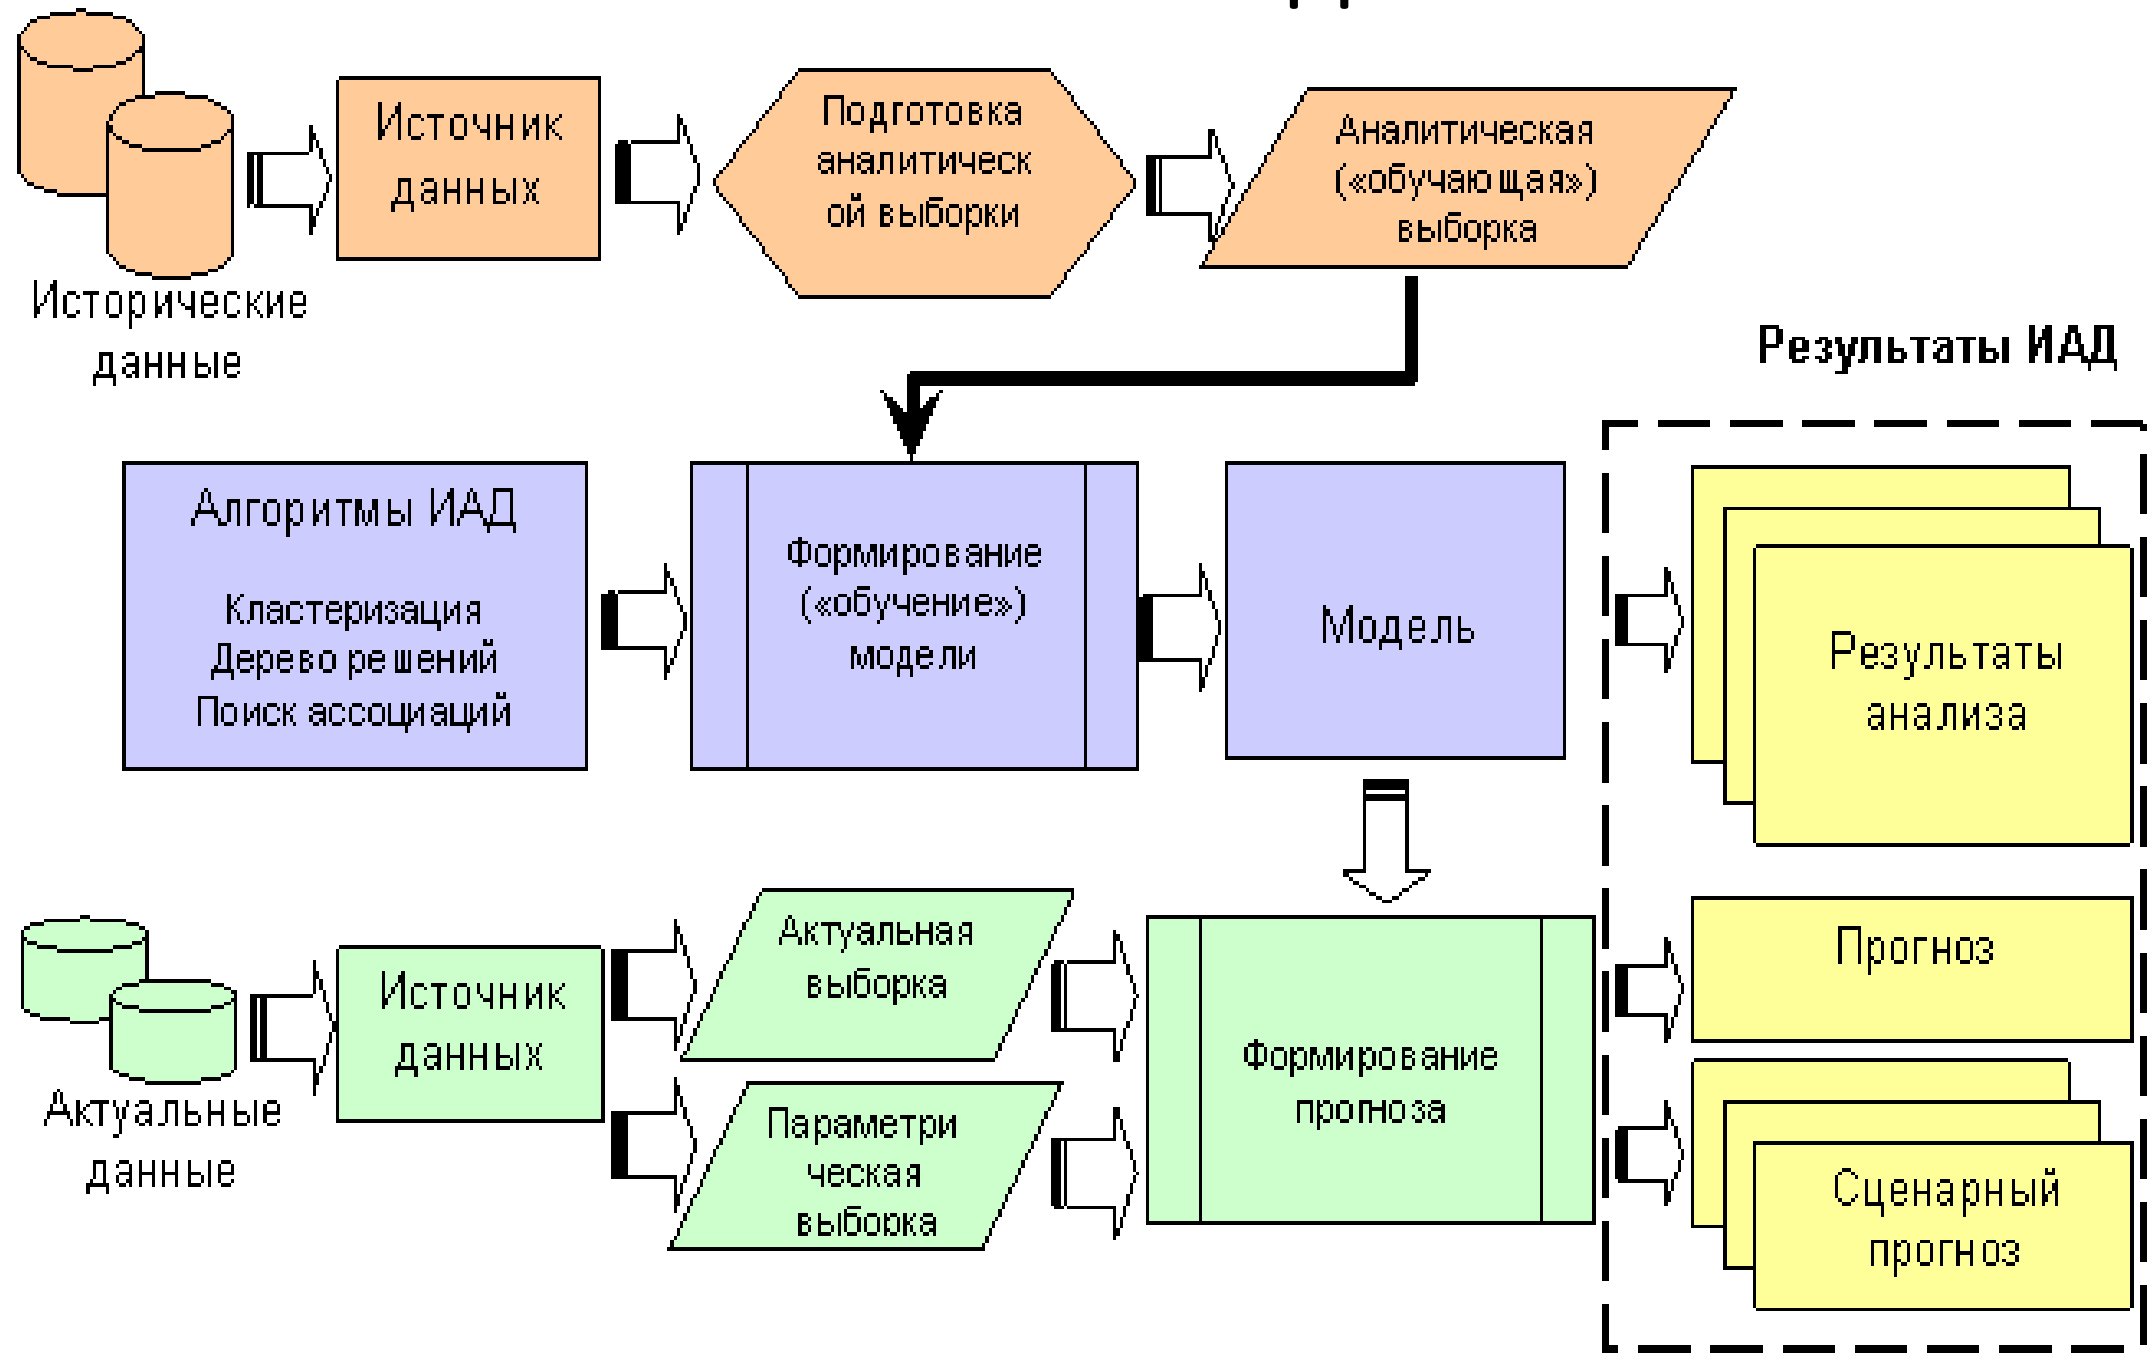 Источник
данных
Подготовка
аналитическ
ой выборки
Аналитическая
(«обучающая»)
выборка
Исторические
данные
Результаты ИАД
Алгоритмы ИАД
Кластеризация
Дерево решений
Поиск ассоциаций
Формирование
(«обучение»)
модели
Модель
Результаты
анализа
Актуальные
данные
Источник
данных
Актуальная
выборка
Параметри
ческая
выборка
Формирование
прогноза
Прогноз
Сценарный
прогноз